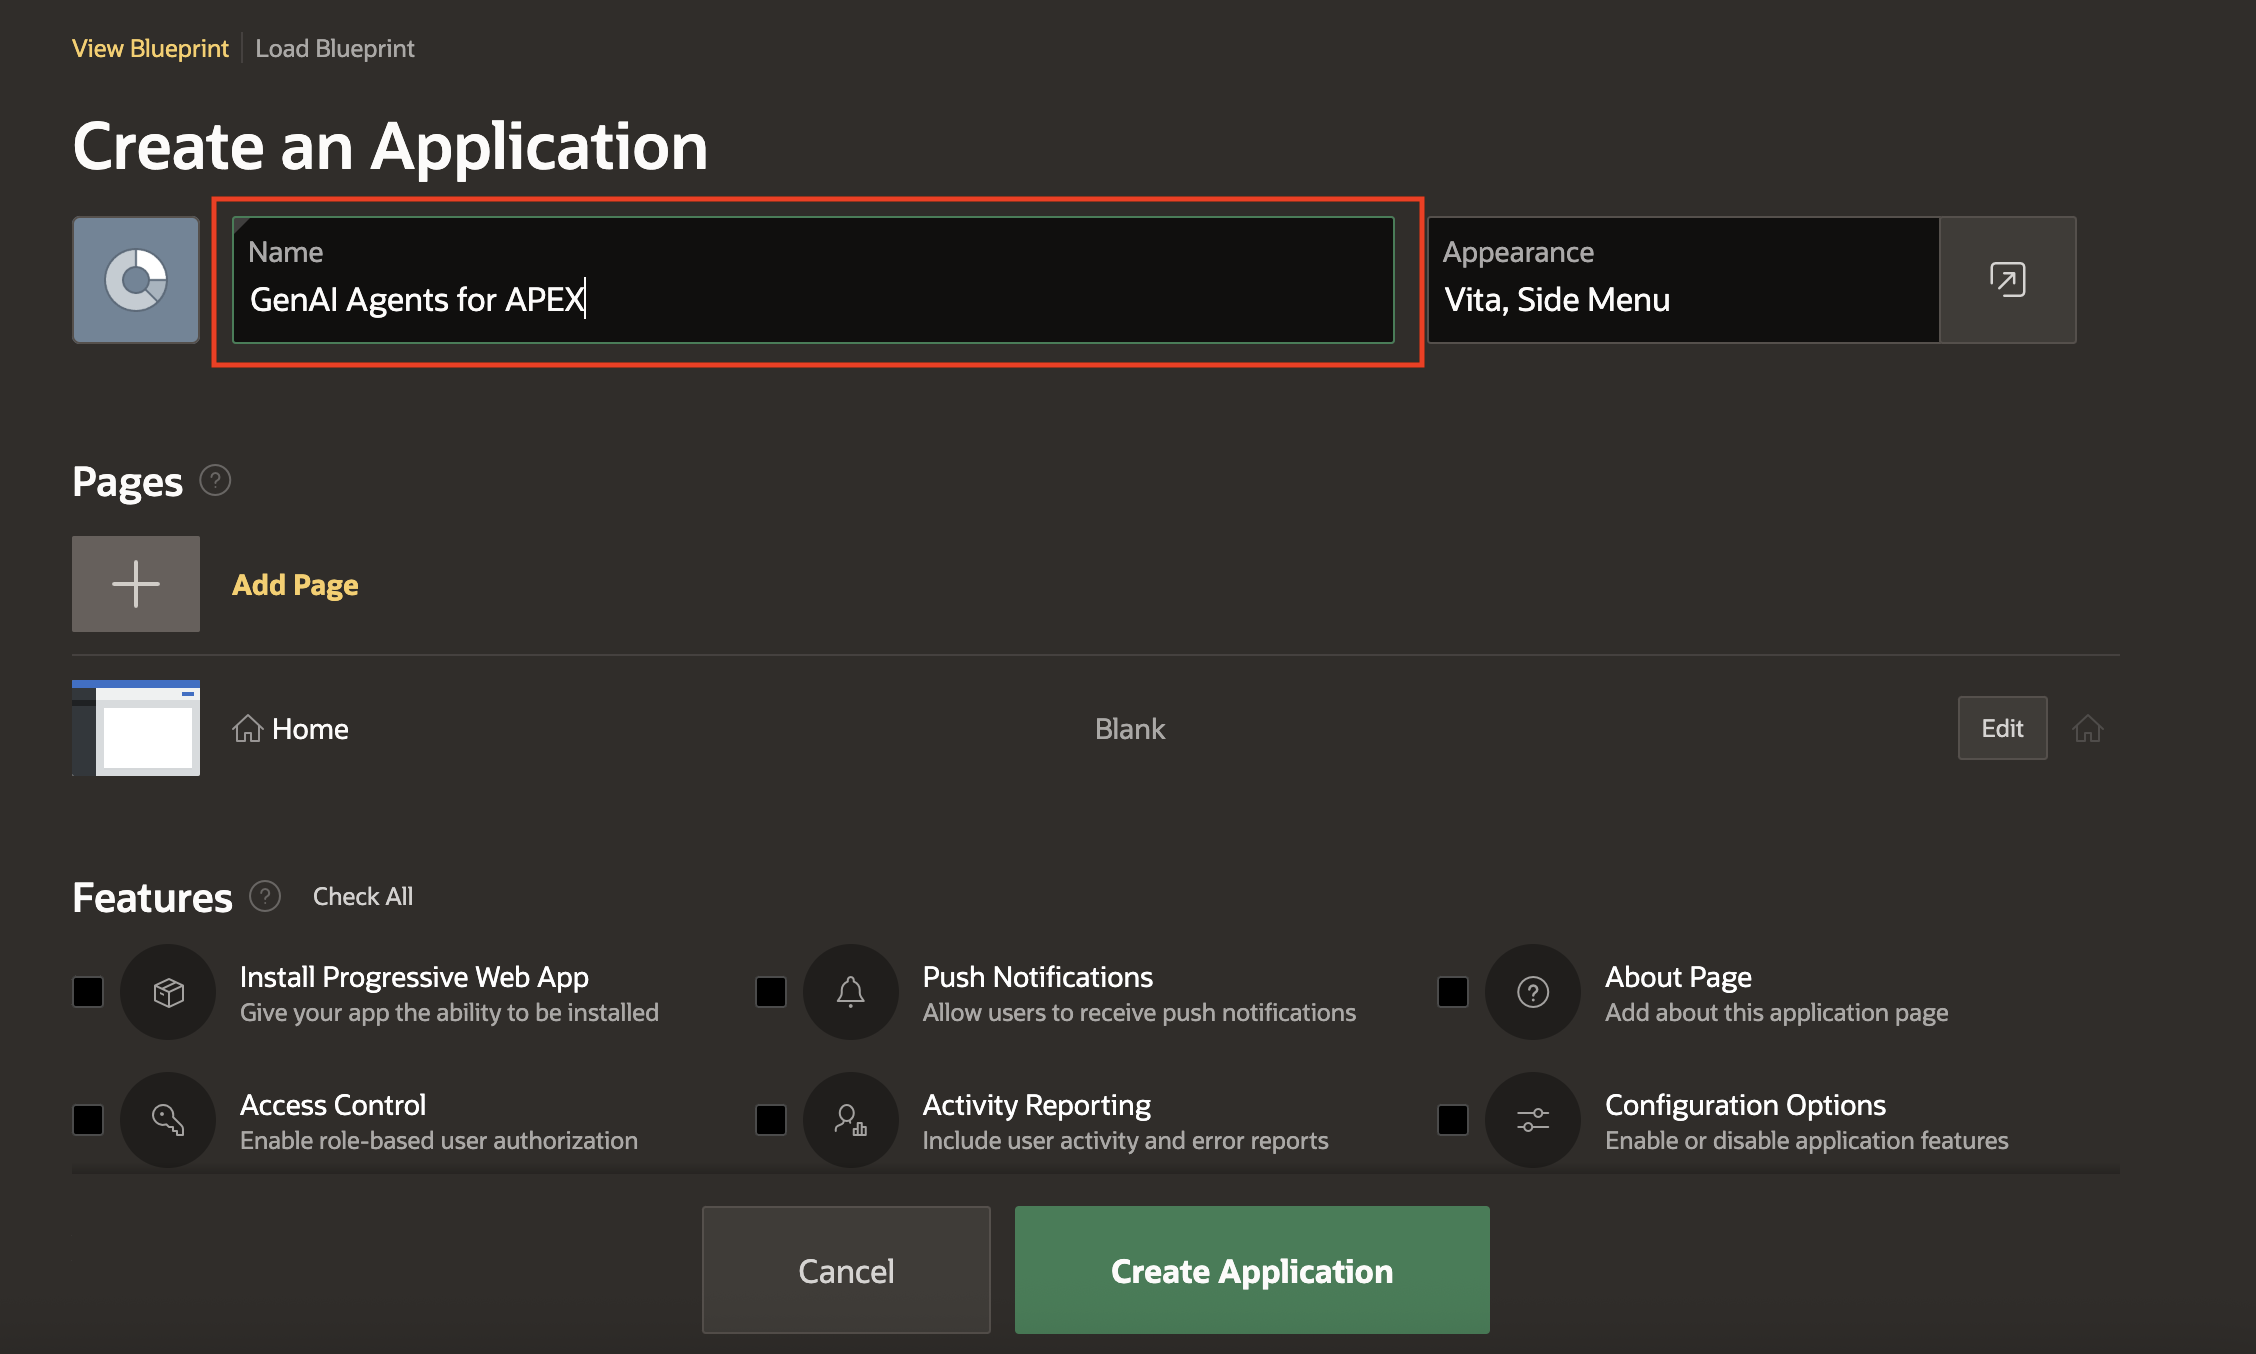 View Blueprint
Load Blueprint
Create an Application
Name
GenAI Agents for APEX
Appearance
Vita, Side Menu
Pages
Add Page
Home
Blank
Edit
Features
Check All
Install Progressive Web App
Give your app the ability to be installed
Push Notifications
Allow users to receive push notifications
About Page
Add about this application page
Access Control
Enable role-based user authorization
Activity Reporting
Include user activity and error reports
Configuration Options
Enable or disable application features
Cancel
Create Application